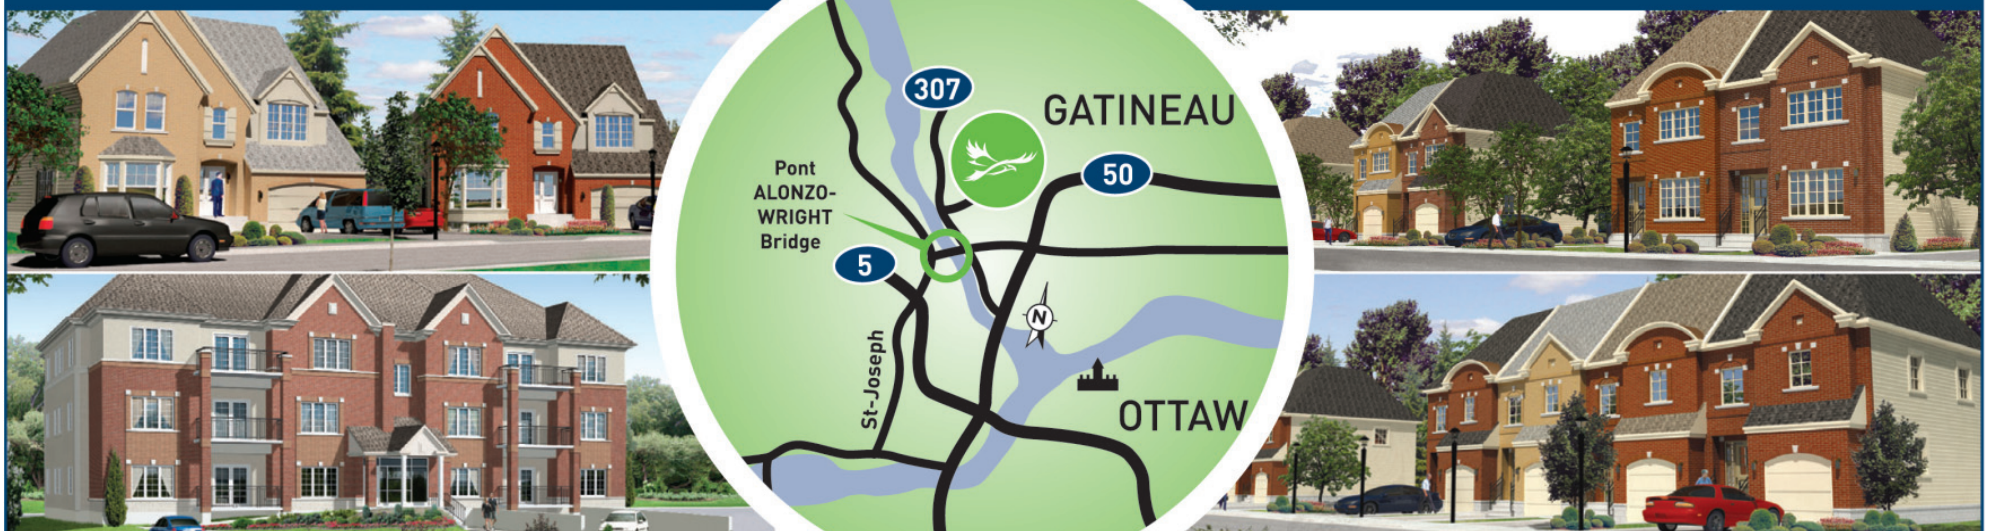 307
GATINEAU
50
Pont
ALONZO-
WRIGHT
Bridge
5
N
St-Joseph
OTTAW